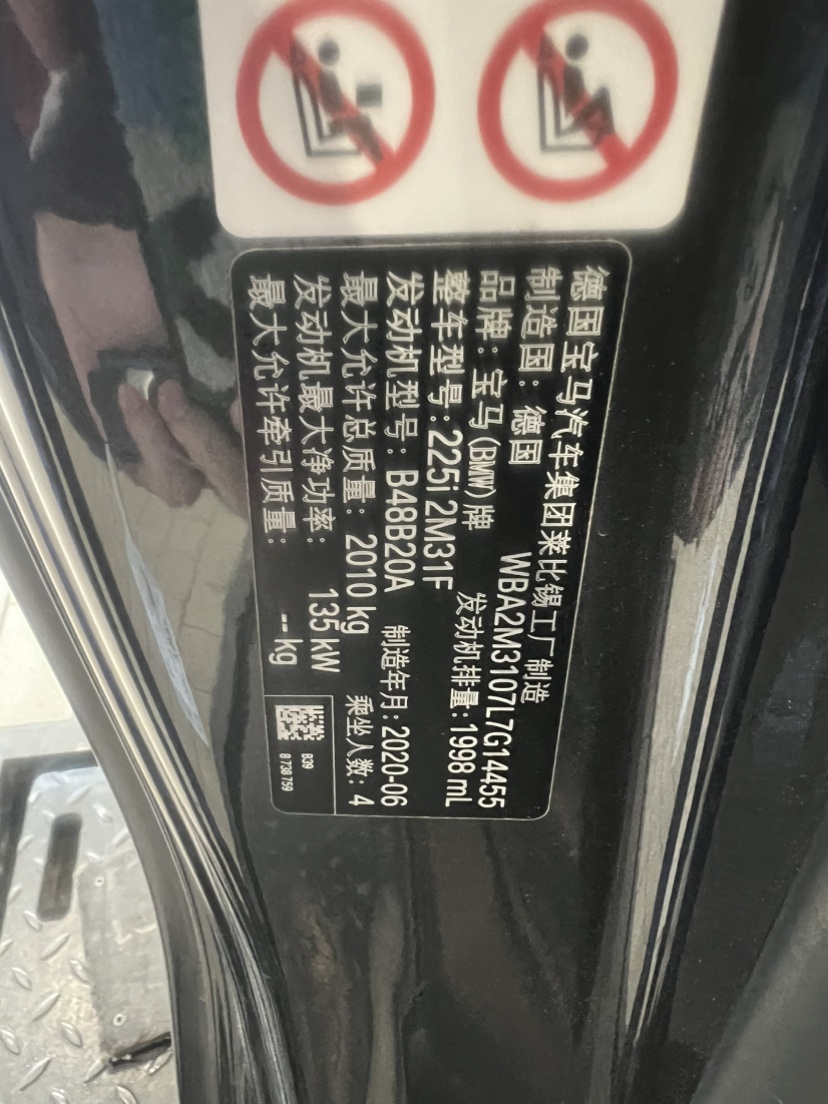 德国宝马汽车集团莱比锡工厂制造
制造国：德国 WBA2M3107L7G14455
品牌：宝马(BMW)牌 发动机排量：1998 mL
整车型号：225i 2M31F
发动机型号：B48B20A 制造年月：2020-06
最大允许总质量：2010 kg 乘坐人数：4
发动机最大净功率：135 kW
最大允许牵引质量：-- kg
839
8 738 759